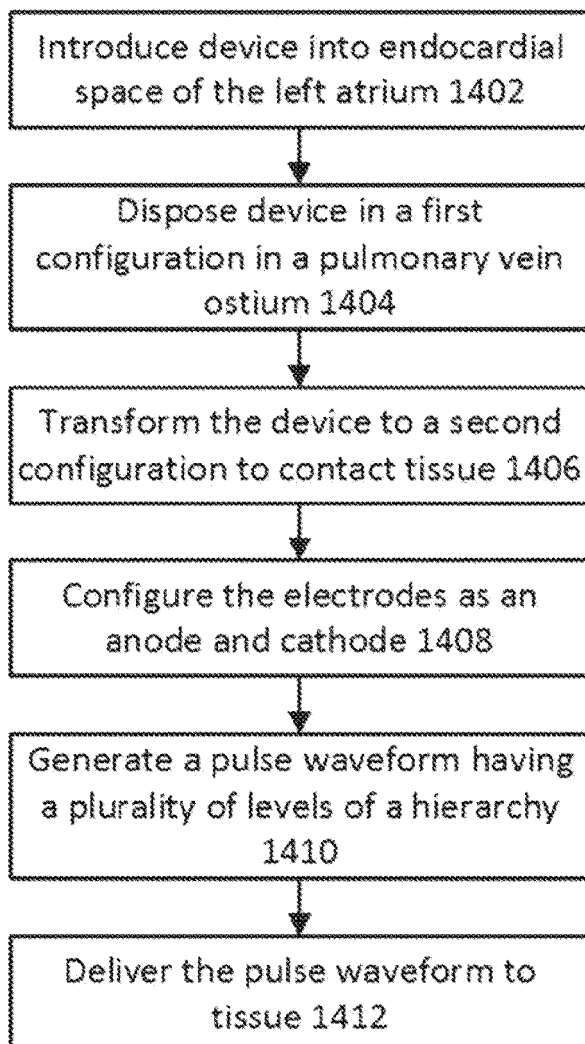 Introduce device into endocardial
space of the left atrium 1402
Dispose device in a first
configuration in a pulmonary vein
ostium 1404
Transform the device to a second
configuration to contact tissue 1406
Configure the electrodes as an
anode and cathode 1408
Generate a pulse waveform having
a plurality of levels of a hierarchy
1410
Deliver the pulse waveform to
tissue 1412